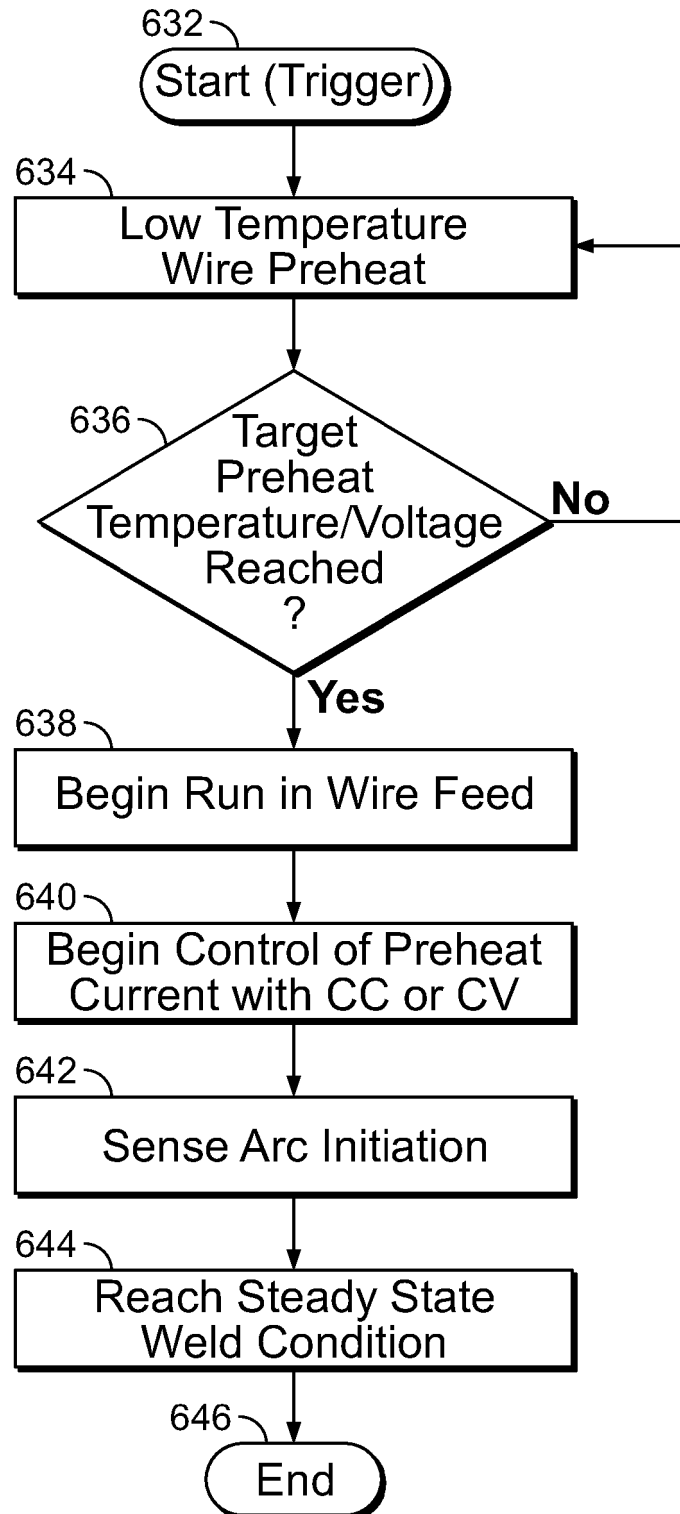 632
Start (Trigger)
634
Low Temperature
Wire Preheat
636
Target
Preheat
Temperature/Voltage
Reached
?
No
Yes
638
Begin Run in Wire Feed
640
Begin Control of Preheat
Current with CC or CV
642
Sense Arc Initiation
644
Reach Steady State
Weld Condition
646
End